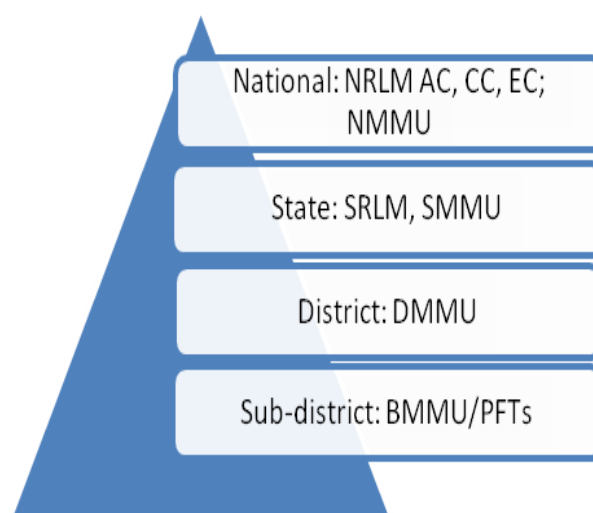 National: NRLM AC, CC, EC;
NMMU
State: SRLM, SMMU
District: DMMU
Sub-district: BMMU/PFTs